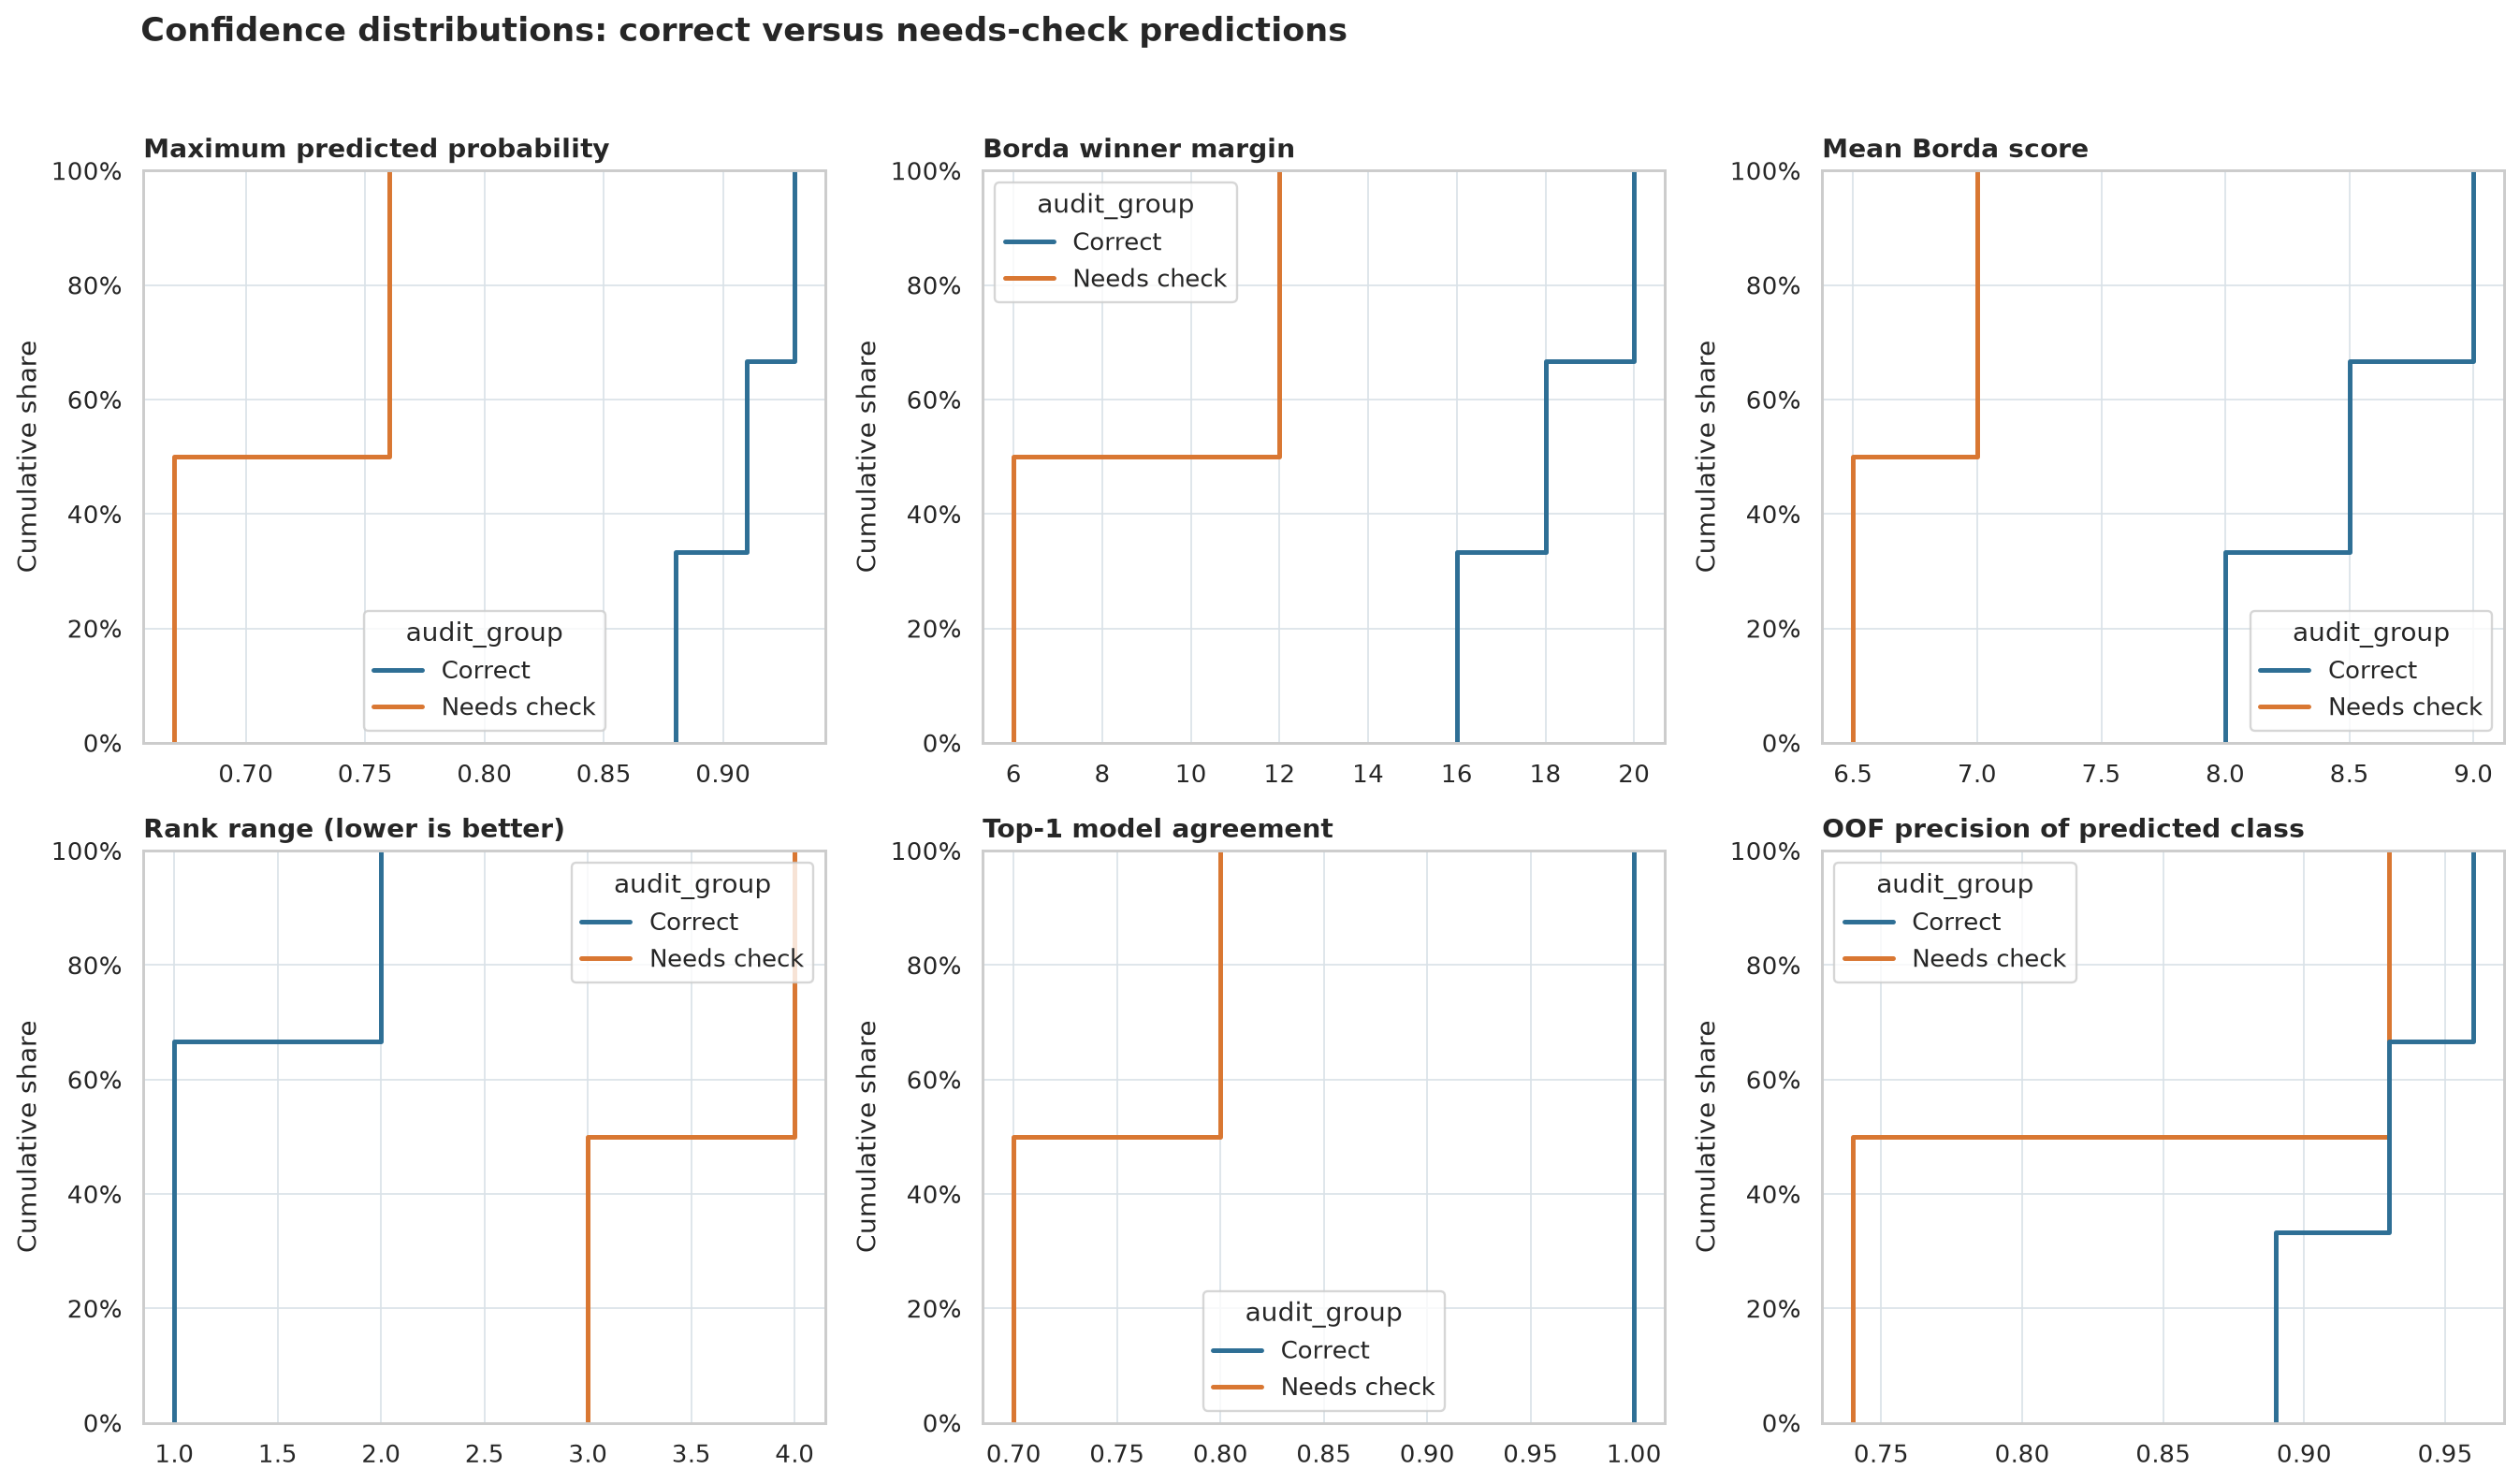 Confidence distributions: correct versus needs-check predictions
Maximum predicted probability
Cumulative share
100%
80%
60%
40%
20%
0%
audit_group
Correct
Needs check
0.70 0.75 0.80 0.85 0.90
Borda winner margin
Cumulative share
100%
80%
60%
40%
20%
0%
audit_group
Correct
Needs check
6 8 10 12 14 16 18 20
Mean Borda score
Cumulative share
100%
80%
60%
40%
20%
0%
audit_group
Correct
Needs check
6.5 7.0 7.5 8.0 8.5 9.0
Rank range (lower is better)
Cumulative share
100%
80%
60%
40%
20%
0%
audit_group
Correct
Needs check
1.0 1.5 2.0 2.5 3.0 3.5 4.0
Top-1 model agreement
Cumulative share
100%
80%
60%
40%
20%
0%
audit_group
Correct
Needs check
0.70 0.75 0.80 0.85 0.90 0.95 1.00
OOF precision of predicted class
Cumulative share
100%
80%
60%
40%
20%
0%
audit_group
Correct
Needs check
0.75 0.80 0.85 0.90 0.95